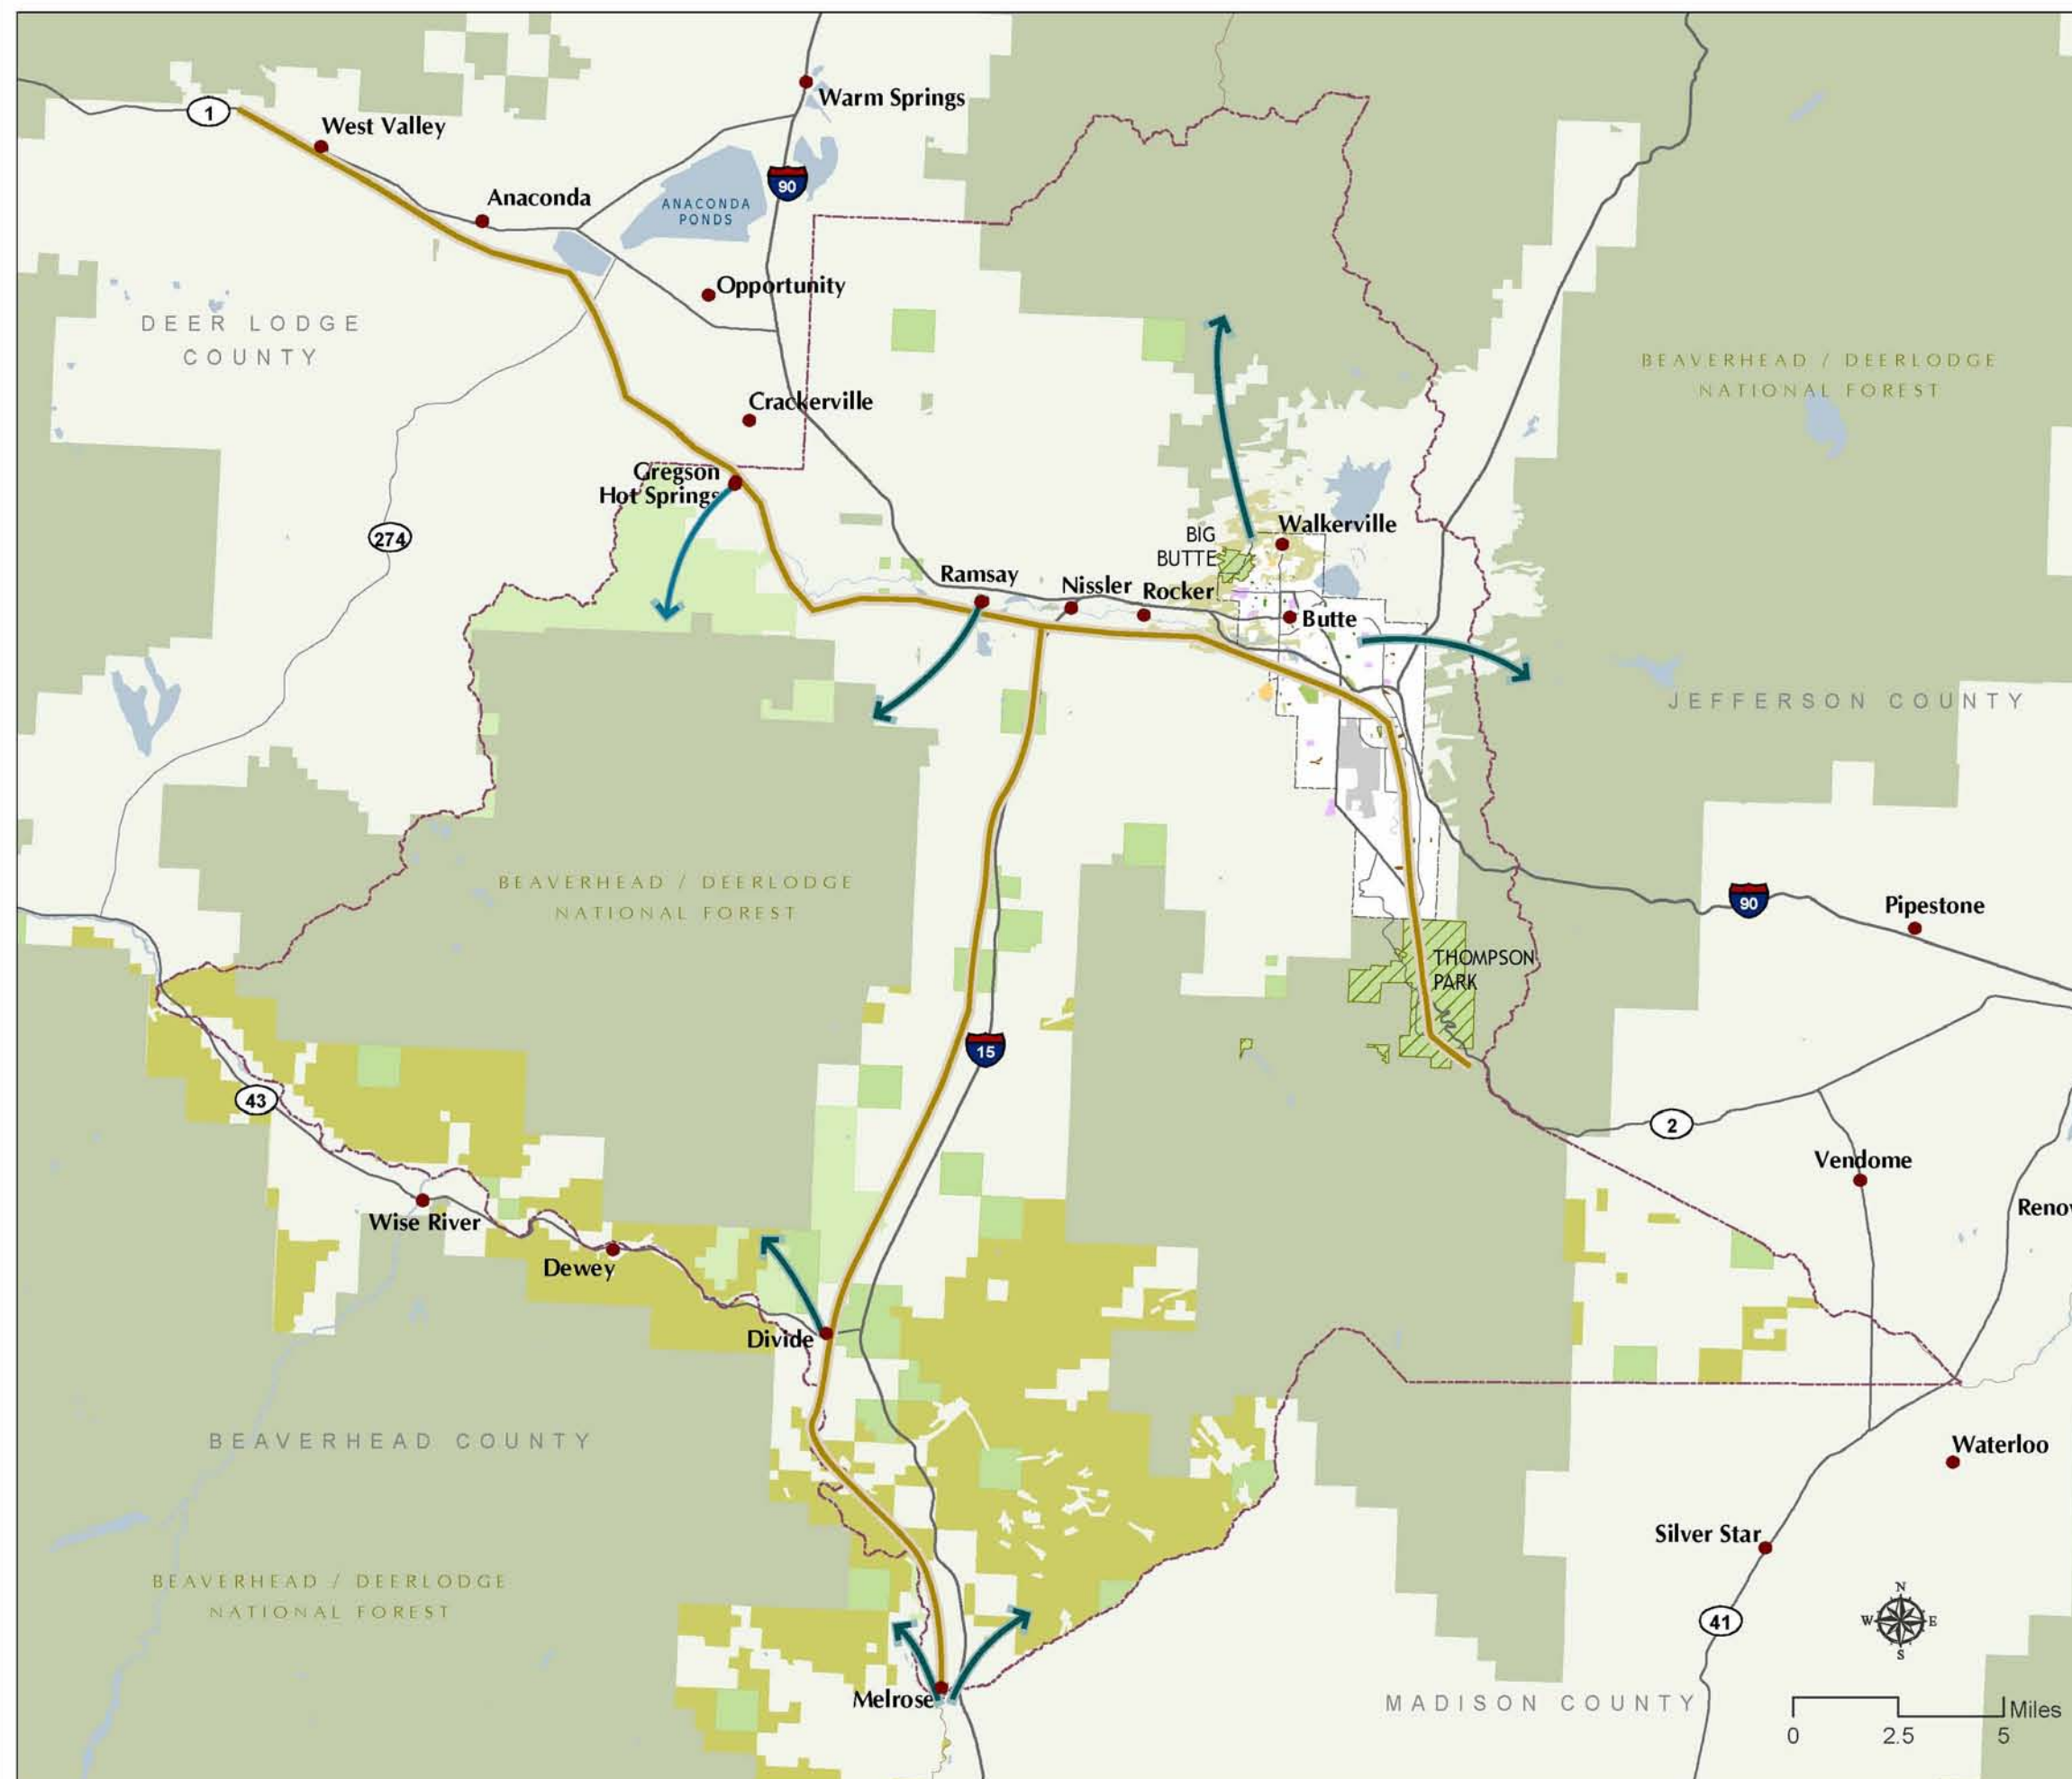 Warm Springs
1
West Valley
90
Anaconda
ANACONDA
PONDS
Opportunity
DEER LODGE
COUNTY
BEAVERHEAD / DEERLODGE
NATIONAL FOREST
Crackerville
Gregson
Hot Springs
274
BIG
BUTTE
Walkerville
Ramsay
Nissler
Rocker
Butte
JEFFERSON COUNTY
BEAVERHEAD / DEERLODGE
NATIONAL FOREST
90
Pipestone
THOMPSON
PARK
15
43
2
Vendome
Wise River
Reno
Dewey
Divide
BEAVERHEAD COUNTY
Waterloo
Silver Star
BEAVERHEAD / DEERLODGE
NATIONAL FOREST
41
N
W E
S
Melrose
MADISON COUNTY
Miles
0 2.5 5